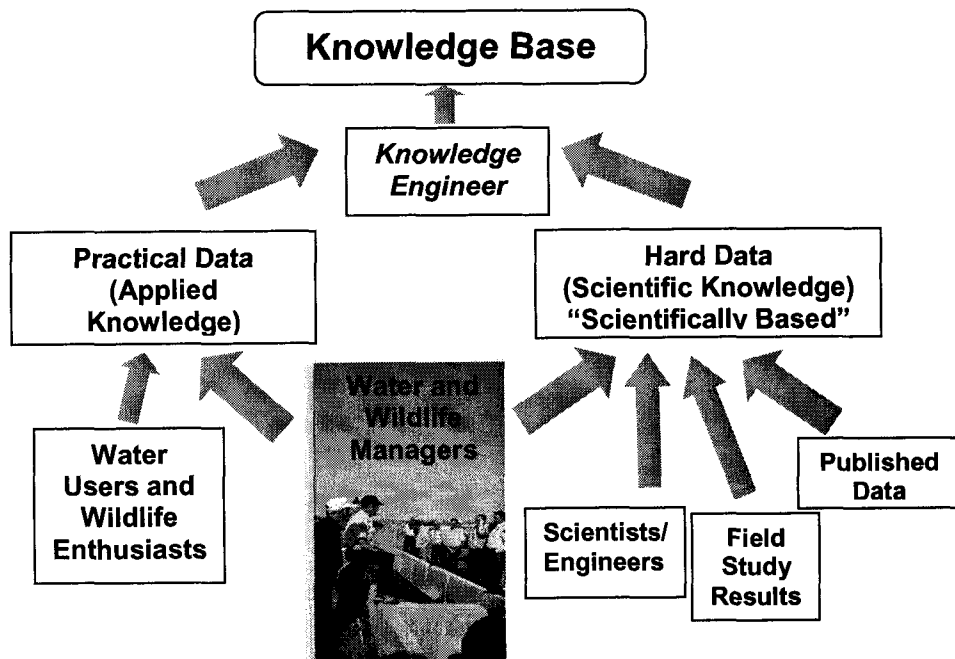 Knowledge Base
Knowledge
Engineer
Practical Data
(Applied
Knowledge)
Hard Data
(Scientific Knowledge)
“Scientifically Based”
Water and
Wildlife
Managers
Water
Users and
Wildlife
Enthusiasts
Scientists/
Engineers
Field
Study
Results
Published
Data